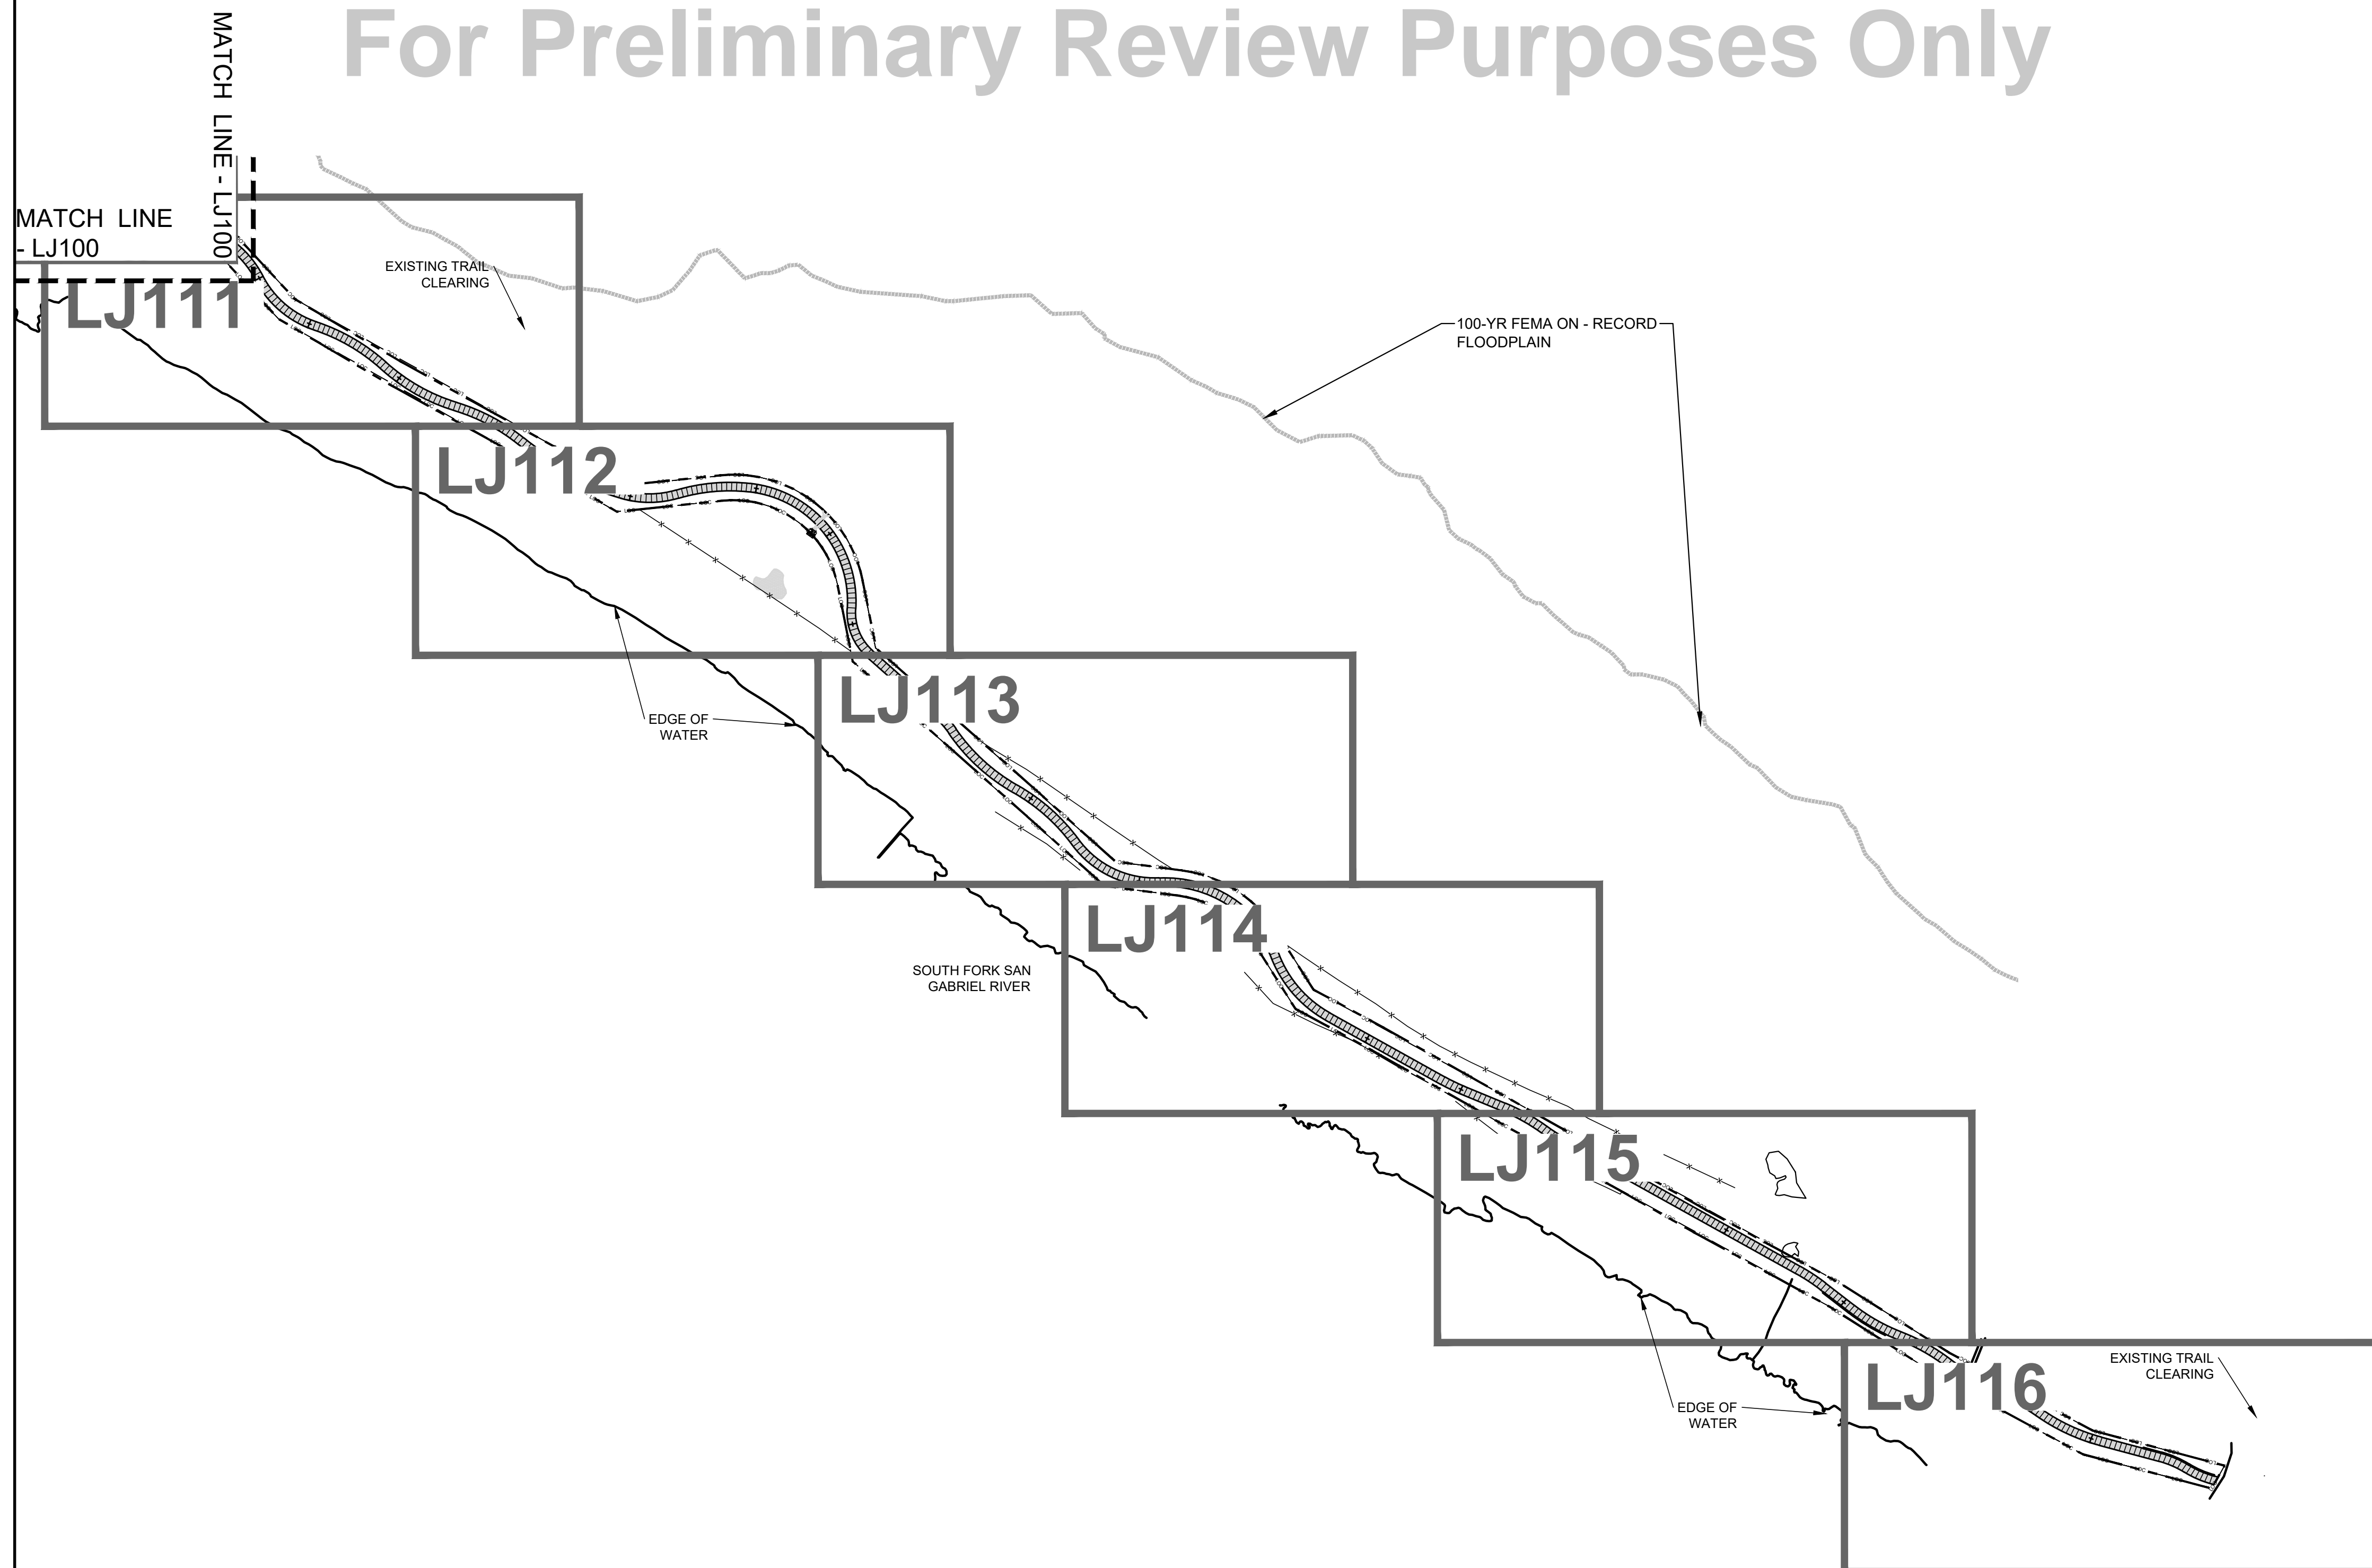 For Preliminary Review Purposes Only
MATCH LINE - LJ100
MATCH LINE
- LJ100
LJ111
EXISTING TRAIL
CLEARING
100-YR FEMA ON - RECORD
FLOODPLAIN
LJ112
LJ113
EDGE OF
WATER
LJ114
SOUTH FORK SAN
GABRIEL RIVER
LJ115
LJ116
EXISTING TRAIL
CLEARING
EDGE OF
WATER